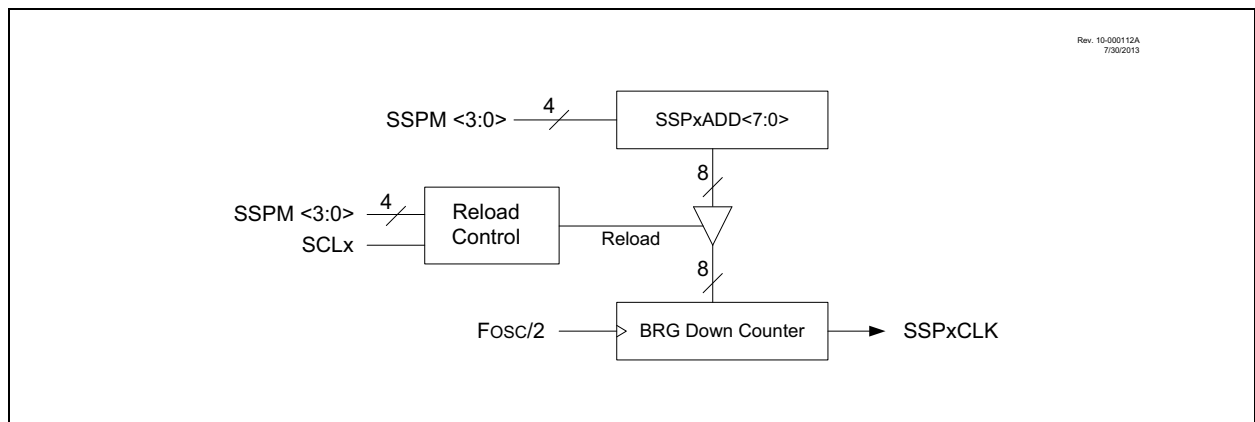 Rev. 10-000112A
7/30/2013
SSPM <3:0>
4
SSPxADD<7:0>
8
SSPM <3:0>
4
SCLx
Reload
Control
Reload
8
FOSC/2
BRG Down Counter
SSPxCLK